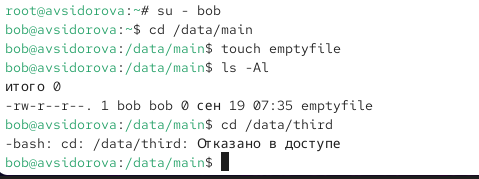 root@avsidorova:~# su - bob
bob@avsidorova:~$ cd /data/main
bob@avsidorova:/data/main$ touch emptyfile
bob@avsidorova:/data/main$ ls -Al
итого 0
-rw-r--r--. 1 bob bob 0 сен 19 07:35 emptyfile
bob@avsidorova:/data/main$ cd /data/third
-bash: cd: /data/third: Отказано в доступе
bob@avsidorova:/data/main$